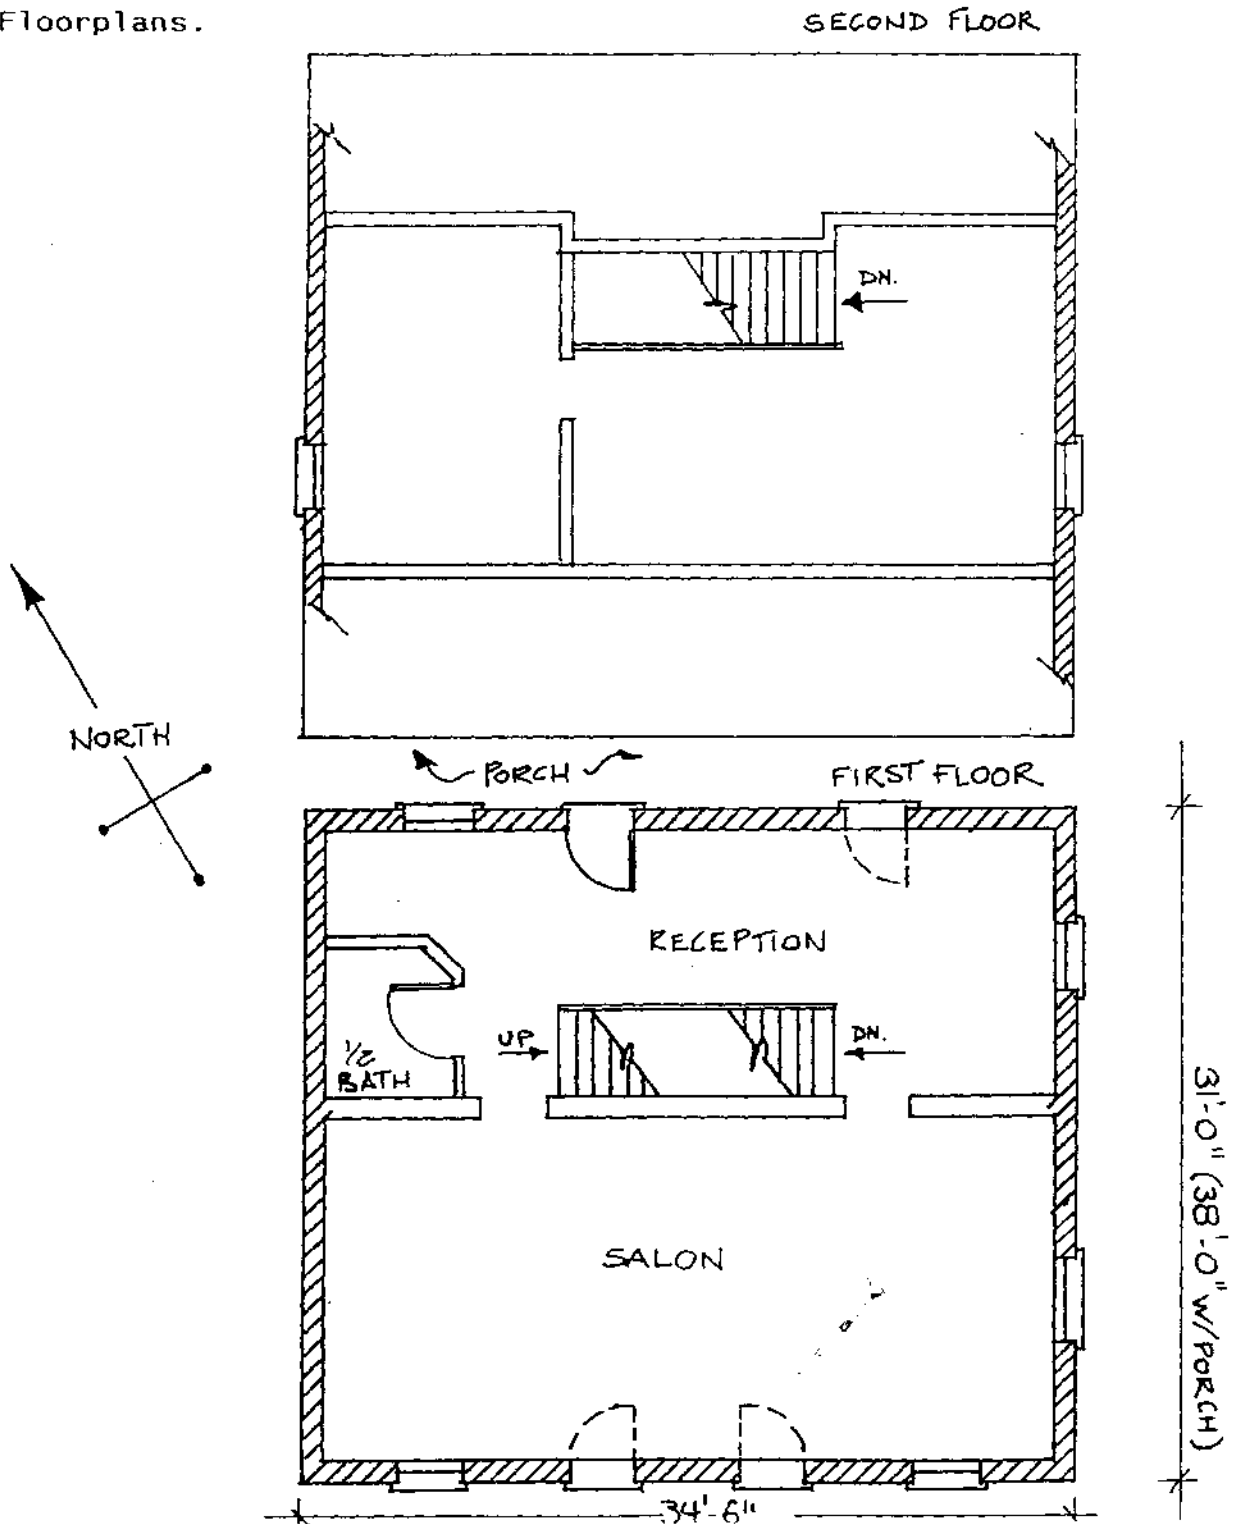 Floorplans.
SECOND FLOOR
DN.
NORTH
PORCH
FIRST FLOOR
RECEPTION
UP
DN.
1/2
BATH
SALON
31'-0" (38'-0" W/PORCH)
34'-6"